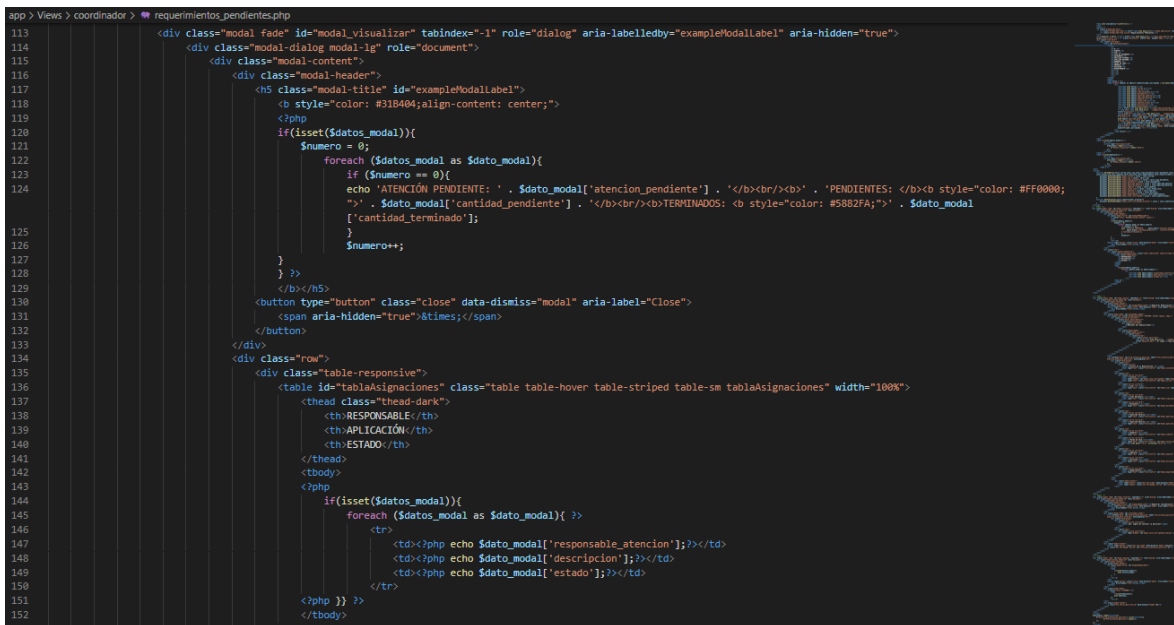 app > Views > coordinador > requerimientos_pendientes.php
113 <div class="modal fade" id="modal_visualizar" tabindex="-1" role="dialog" aria-labelledby="exampleModalLabel" aria-hidden="true">
114 <div class="modal-dialog modal-lg" role="document">
115 <div class="modal-content">
116 <div class="modal-header">
117 <h5 class="modal-title" id="exampleModalLabel">
118 <b style="color: #31B404;align-content: center;">
119 <?php
120 if(isset($datos_modal)){
121 $numero = 0;
122 foreach ($datos_modal as $dato_modal){
123 if ($numero == 0){
124 echo 'ATENCIÓN PENDIENTE: ' . $dato_modal['atencion_pendiente'] . '</b><br/><b>' . 'PENDIENTES: </b><b style="color: #FF0000;
">' . $dato_modal['cantidad_pendiente'] . '</b><br/><b>TERMINADOS: <b style="color: #5882FA;">' . $dato_modal
['cantidad_terminado'];
125 }
126 $numero++;
127 }
128 } ?>
129 </b></h5>
130 <button type="button" class="close" data-dismiss="modal" aria-label="Close">
131 <span aria-hidden="true">&times;</span>
132 </button>
133 </div>
134 <div class="row">
135 <div class="table-responsive">
136 <table id="tablaAsignaciones" class="table table-hover table-striped table-sm tablaAsignaciones" width="100%">
137 <thead class="thead-dark">
138 <th>RESPONSABLE</th>
139 <th>APLICACIÓN</th>
140 <th>ESTADO</th>
141 </thead>
142 <tbody>
143 <?php
144 if(isset($datos_modal)){
145 foreach ($datos_modal as $dato_modal){ ?>
146 <tr>
147 <td><?php echo $dato_modal['responsable_atencion'];?></td>
148 <td><?php echo $dato_modal['descripcion'];?></td>
149 <td><?php echo $dato_modal['estado'];?></td>
150 </tr>
151 <?php }} ?>
152 </tbody>